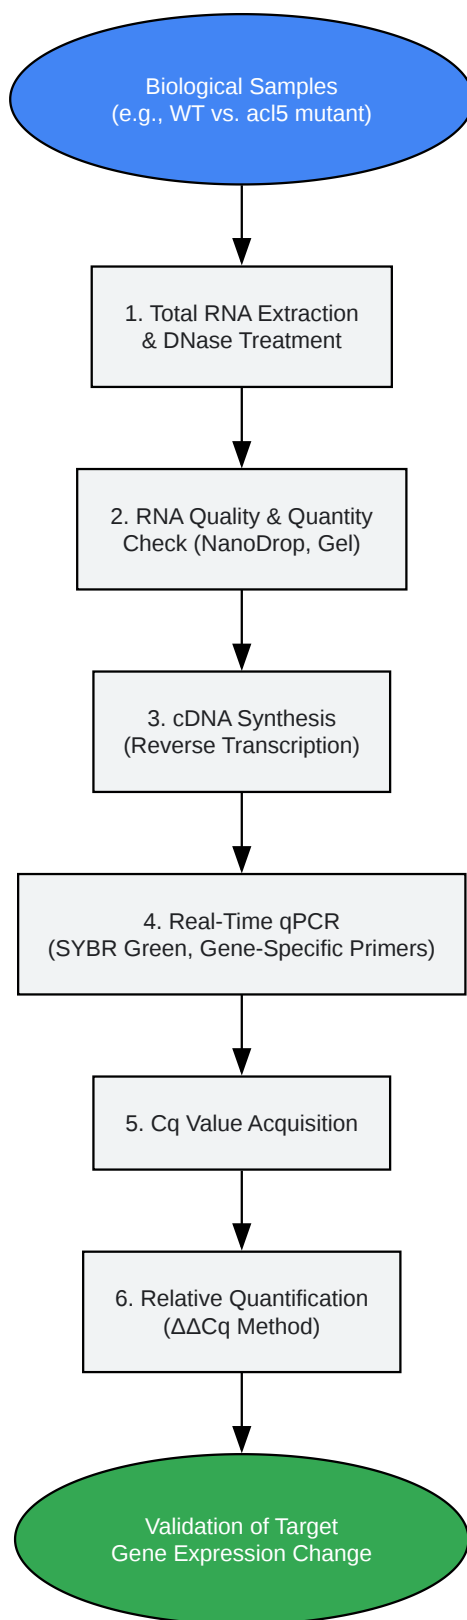 Biological Samples
(e.g., WT vs. acl5 mutant)
1. Total RNA Extraction
& DNase Treatment
2. RNA Quality & Quantity
Check (NanoDrop, Gel)
3. cDNA Synthesis
(Reverse Transcription)
4. Real-Time qPCR
(SYBR Green, Gene-Specific Primers)
5. Cq Value Acquisition
6. Relative Quantification
(ΔΔCq Method)
Validation of Target
Gene Expression Change